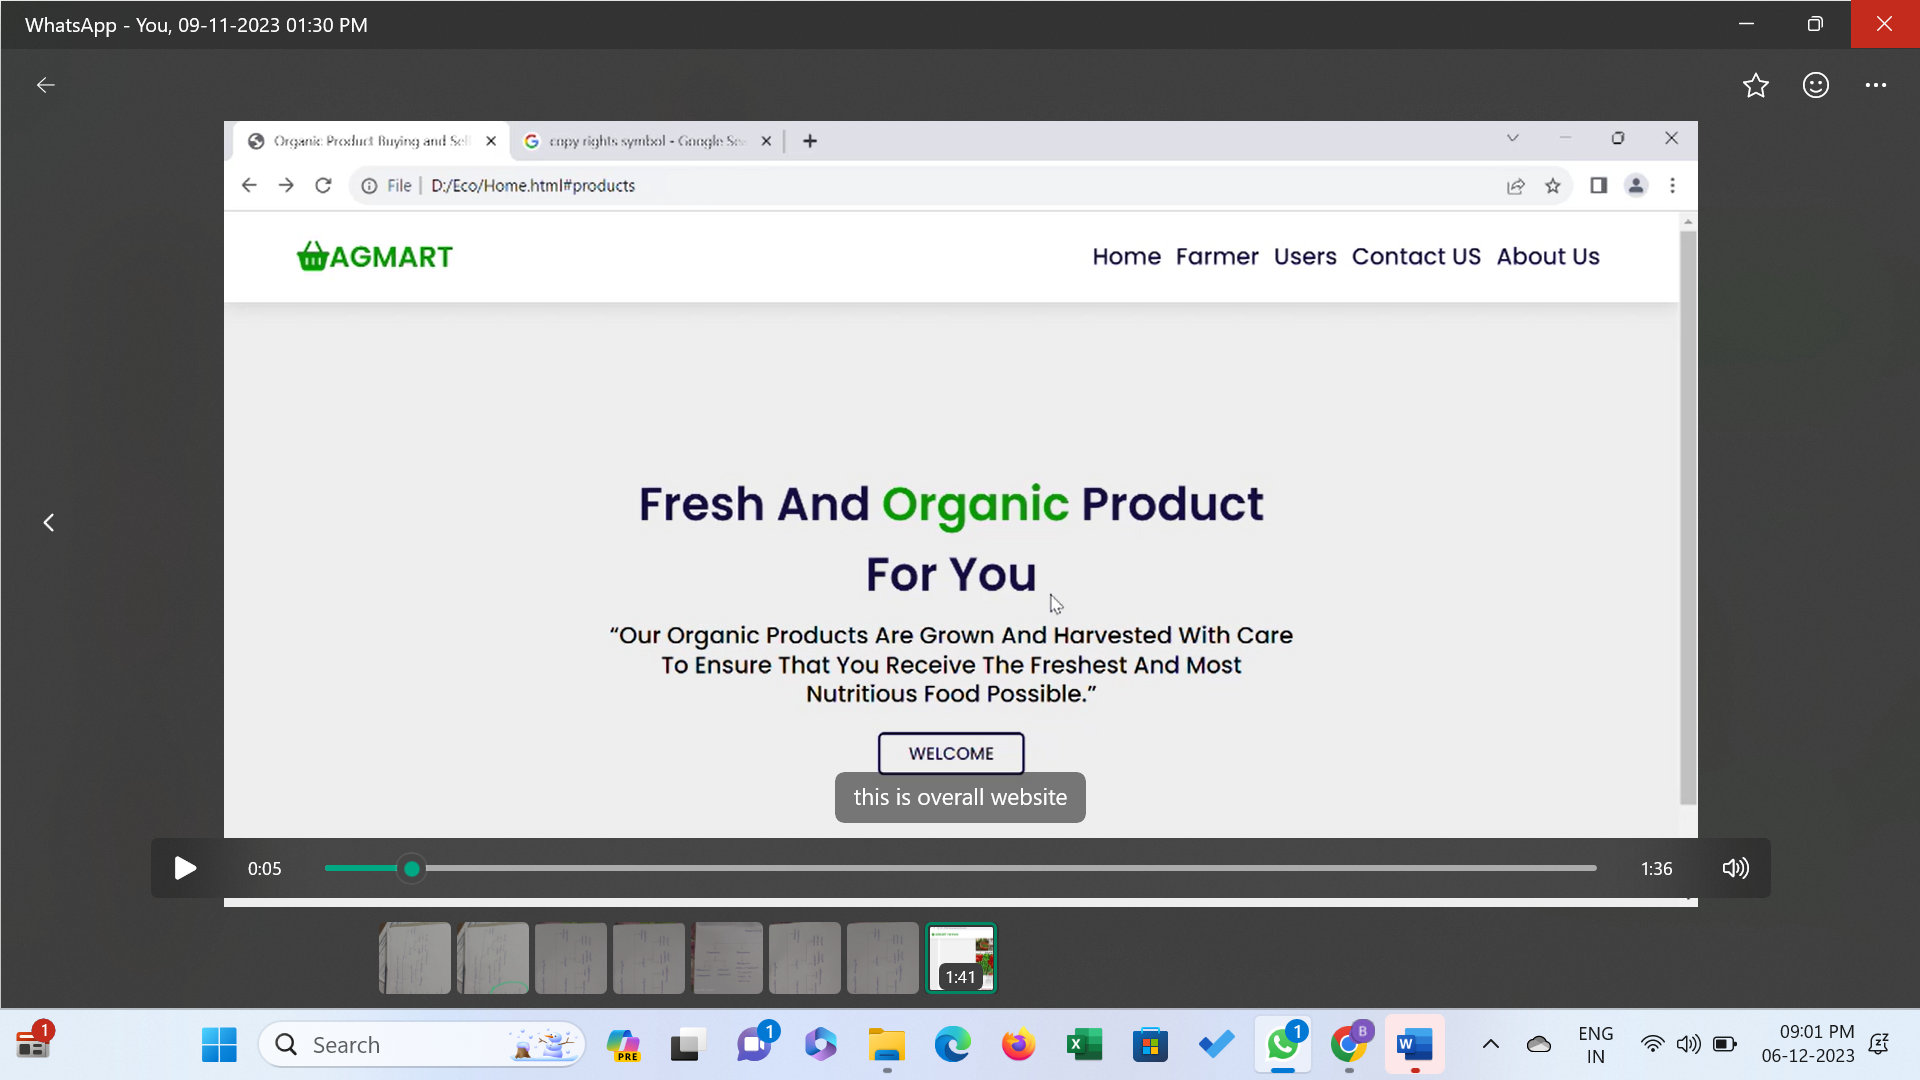 WhatsApp - You, 09-11-2023 01:30 PM
Organic Product Buying and Sell
copy rights symbol - Google Sea
File
D:/Eco/Home.html#products
AGMART
Home Farmer Users Contact US About Us
Fresh And Organic Product
For You
“Our Organic Products Are Grown And Harvested With Care
To Ensure That You Receive The Freshest And Most
Nutritious Food Possible.”
WELCOME
this is overall website
0:05
1:36
1:41
1
Search
PRE
1
1
B
ENG
IN
09:01 PM
06-12-2023